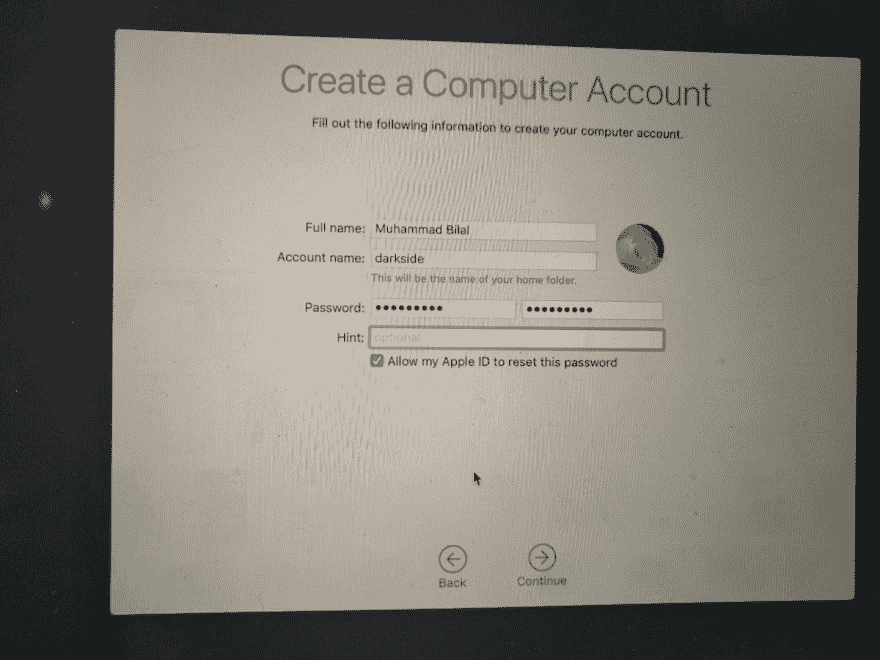 Create a Computer Account
Fill out the following information to create your computer account.
Full name: Muhammad Bilal
Account name: darkside
This will be the name of your home folder.
Password: ••••••••• •••••••••
Hint: optional
Allow my Apple ID to reset this password
Back Continue